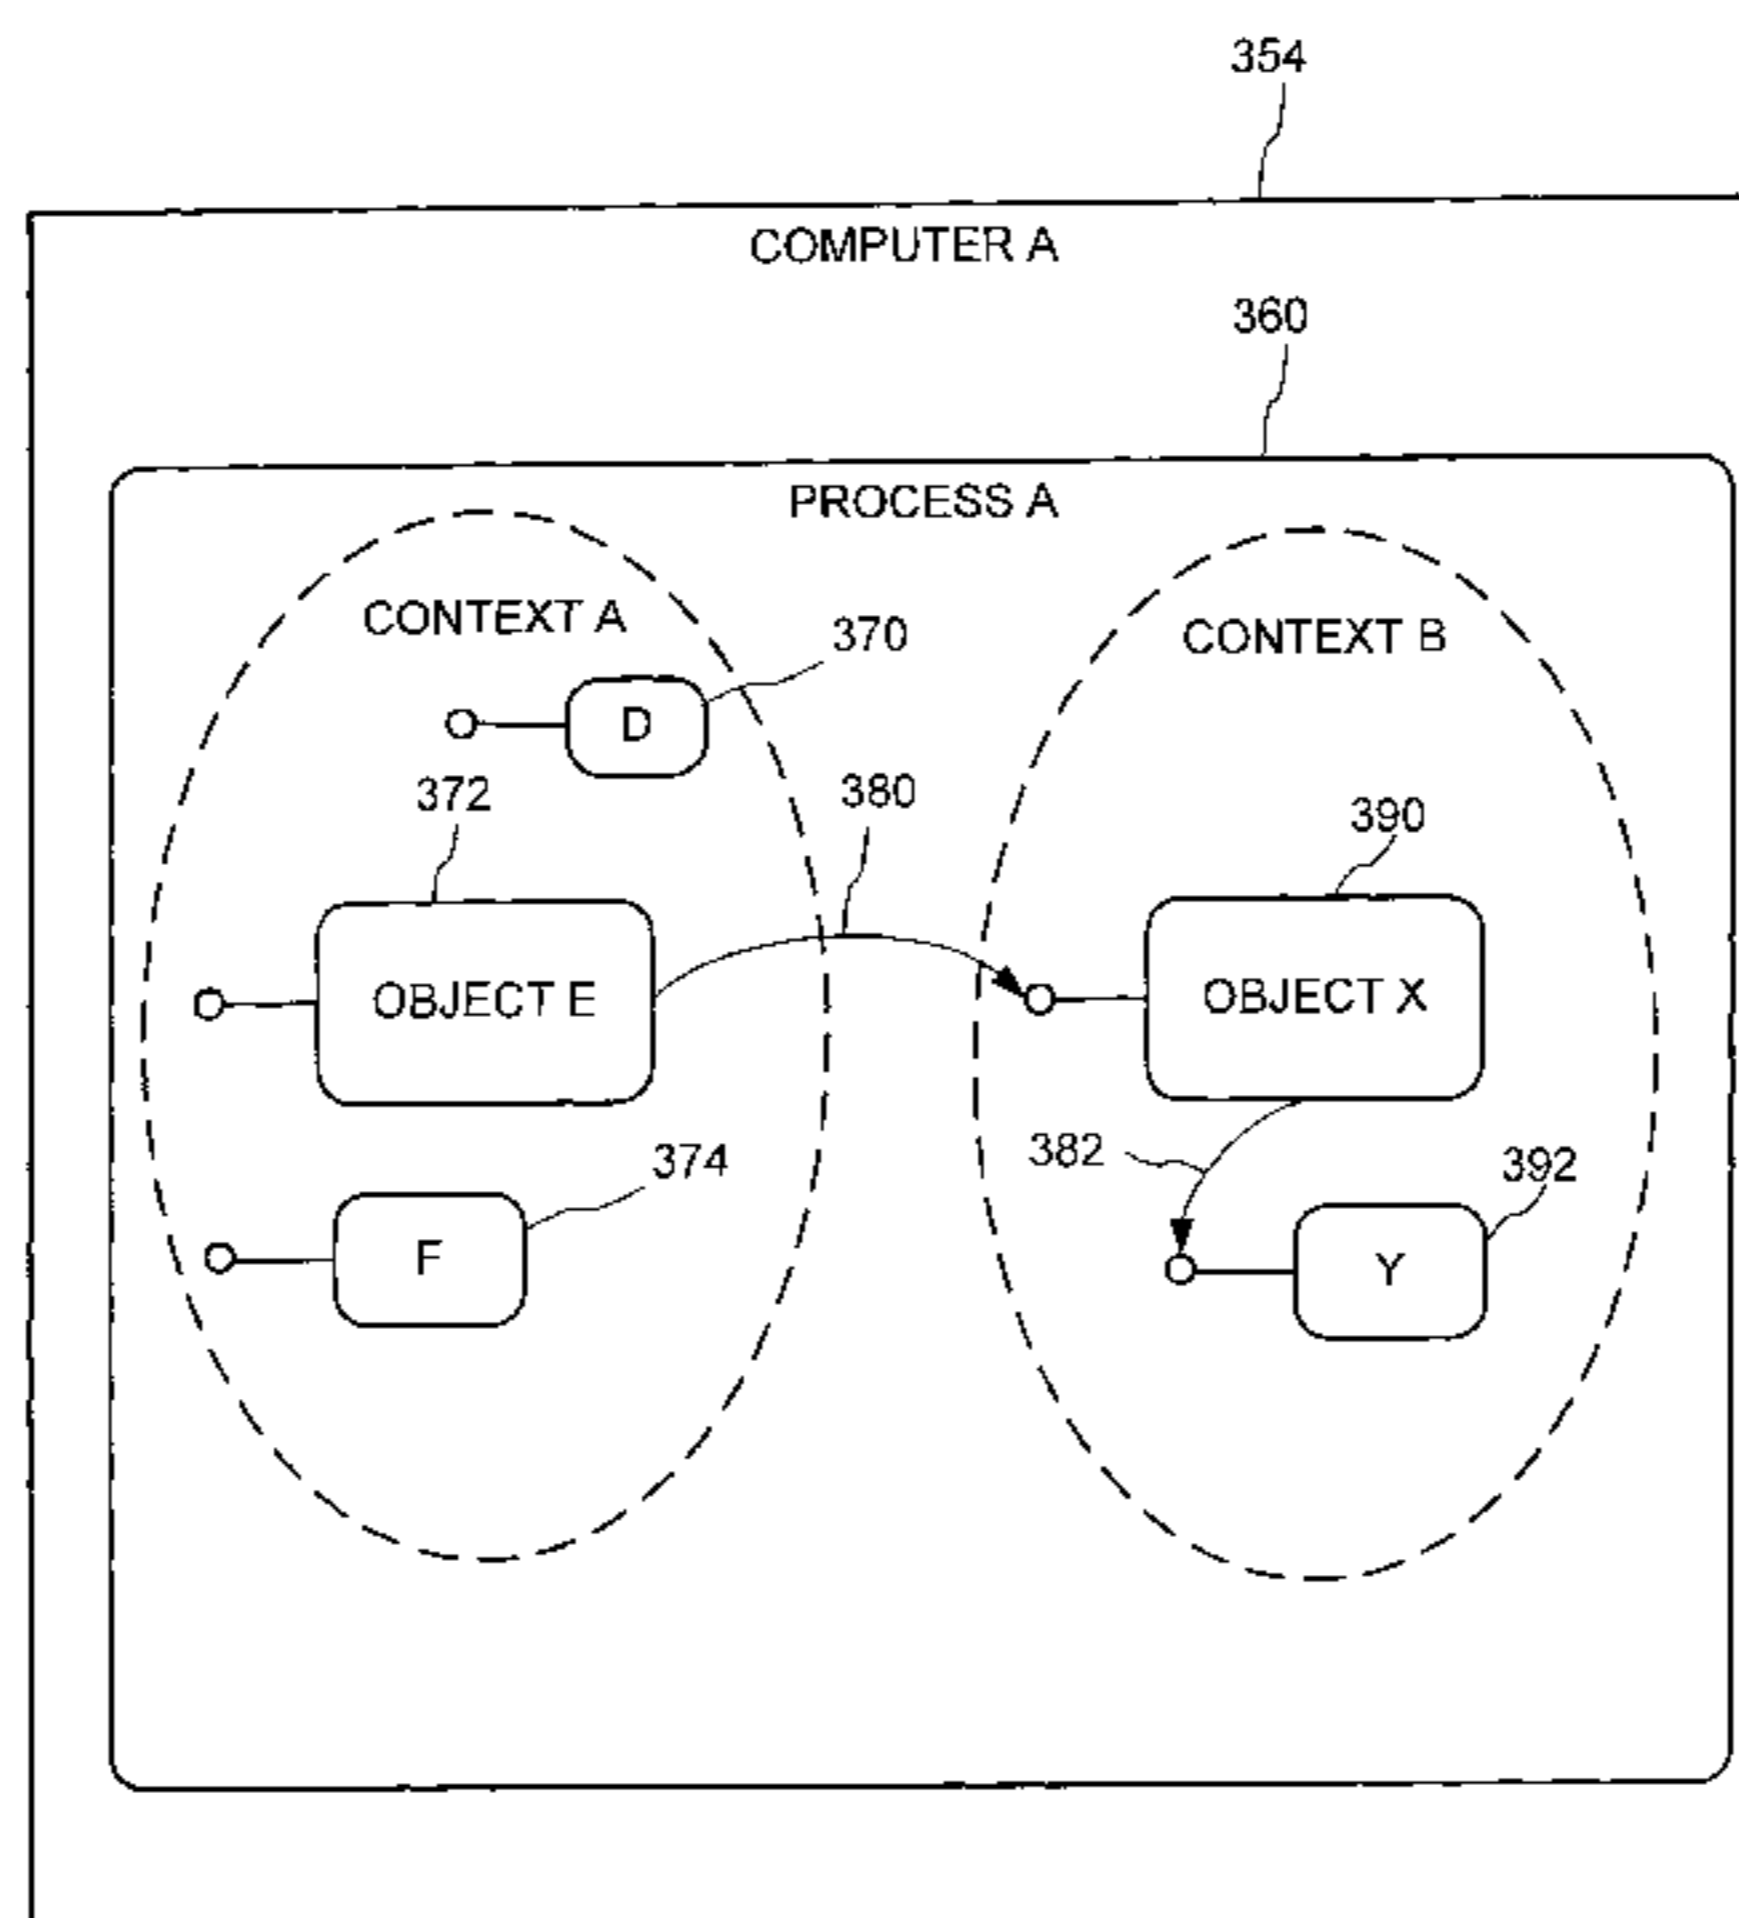 354
COMPUTER A
360
PROCESS A
CONTEXT A
370
CONTEXT B
D
372
380
390
OBJECT E
OBJECT X
374
382
392
F
Y